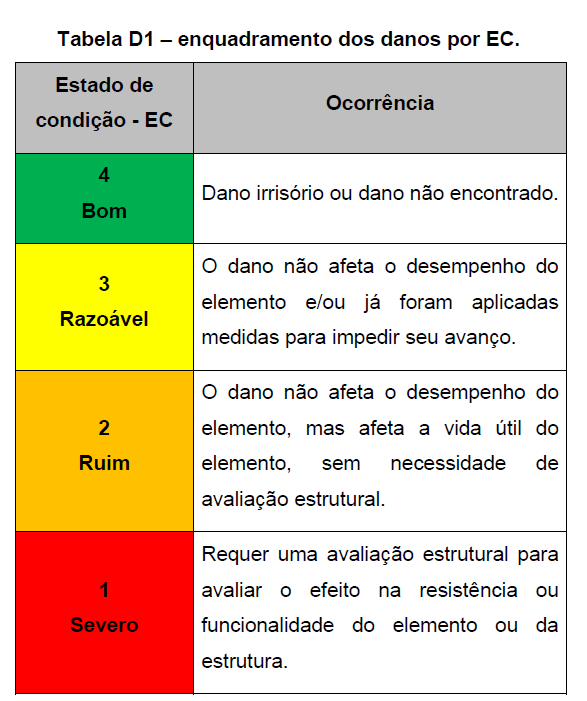 Tabela D1 – enquadramento dos danos por EC.
Estado de
condição - EC
Ocorrência
4
Bom
Dano irrisório ou dano não encontrado.
3
Razoável
O dano não afeta o desempenho do
elemento e/ou já foram aplicadas
medidas para impedir seu avanço.
2
Ruim
O dano não afeta o desempenho do
elemento, mas afeta a vida útil do
elemento, sem necessidade de
avaliação estrutural.
1
Severo
Requer uma avaliação estrutural para
avaliar o efeito na resistência ou
funcionalidade do elemento ou da
estrutura.